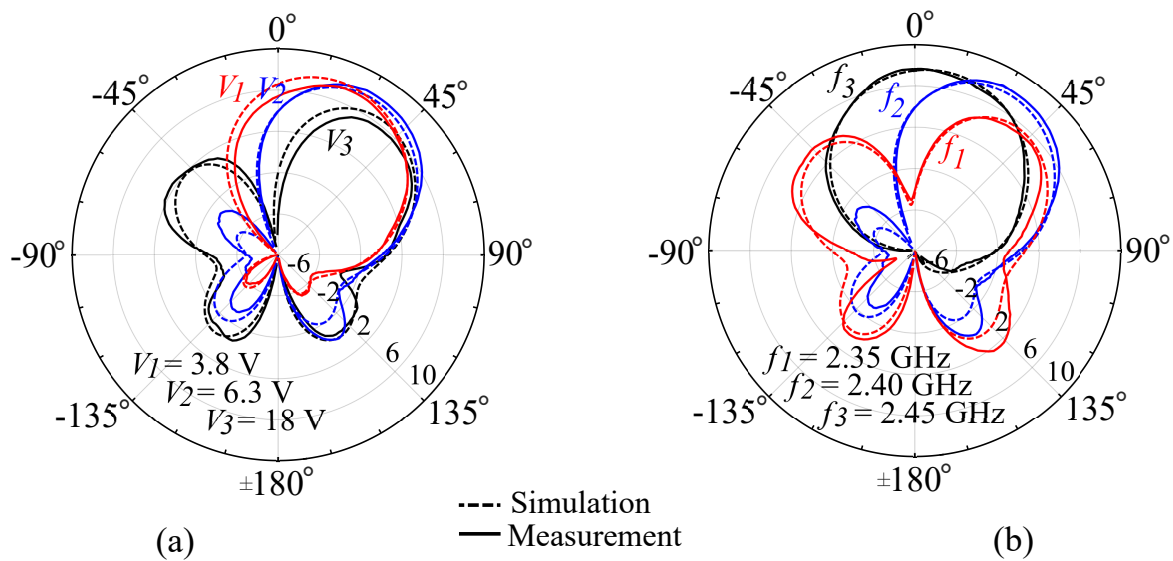 0°
-45°
45°
-90°
90°
-135°
135°
±180°
V1
V2
V3
-6
-2
2
6
10
V1 = 3.8 V
V2 = 6.3 V
V3 = 18 V
(a)
0°
-45°
45°
-90°
90°
-135°
135°
±180°
f3
f2
f1
-6
-2
2
6
10
f1 = 2.35 GHz
f2 = 2.40 GHz
f3 = 2.45 GHz
(b)
Simulation
Measurement